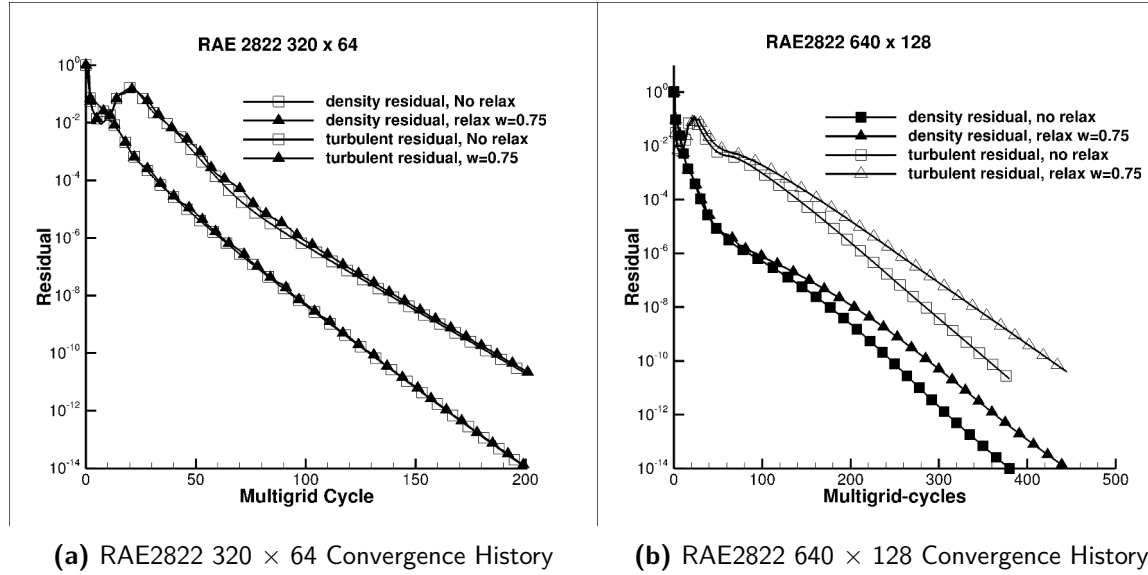 RAE 2822 320 x 64
10^0
10^-2
10^-4
10^-6
10^-8
10^-10
10^-12
10^-14
Residual
density residual, No relax
density residual, relax w=0.75
turbulent residual, No relax
turbulent residual, w=0.75
0
50
100
150
200
Multigrid Cycle
(a) RAE2822 320 × 64 Convergence History
RAE2822 640 x 128
10^0
10^-2
10^-4
10^-6
10^-8
10^-10
10^-12
10^-14
Residual
density residual, no relax
density residual, relax w=0.75
turbulent residual, no relax
turbulent residual, relax w=0.75
0
100
200
300
400
500
Multigrid-cycles
(b) RAE2822 640 × 128 Convergence History